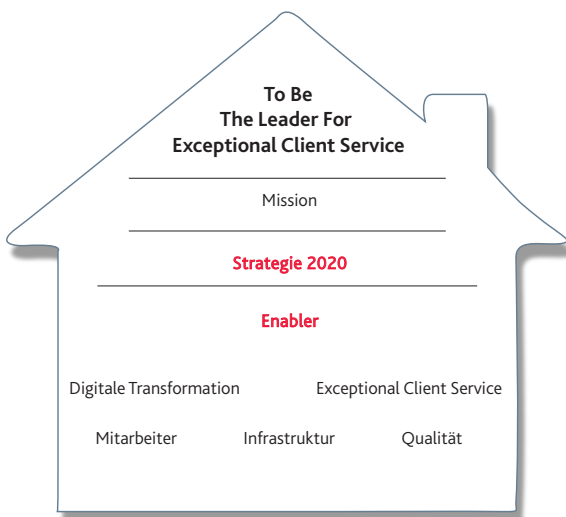 To Be
The Leader For
Exceptional Client Service
Mission
Strategie 2020
Enabler
Digitale Transformation Exceptional Client Service
Mitarbeiter Infrastruktur Qualität